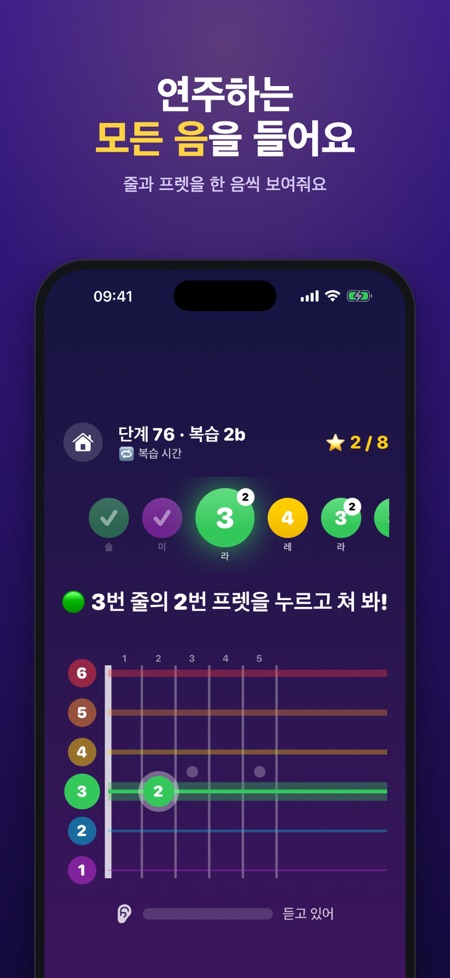 연주하는
모든 음을 들어요
줄과 프렛을 한 음씩 보여줘요
09:41
단계 76 · 복습 2b
복습 시간
2 / 8
3 2 4 3 2
솔 미 라 레 라
3번 줄의 2번 프렛을 누르고 쳐 봐!
1 2 3 4 5
6
5
4
3 2
2
1
듣고 있어